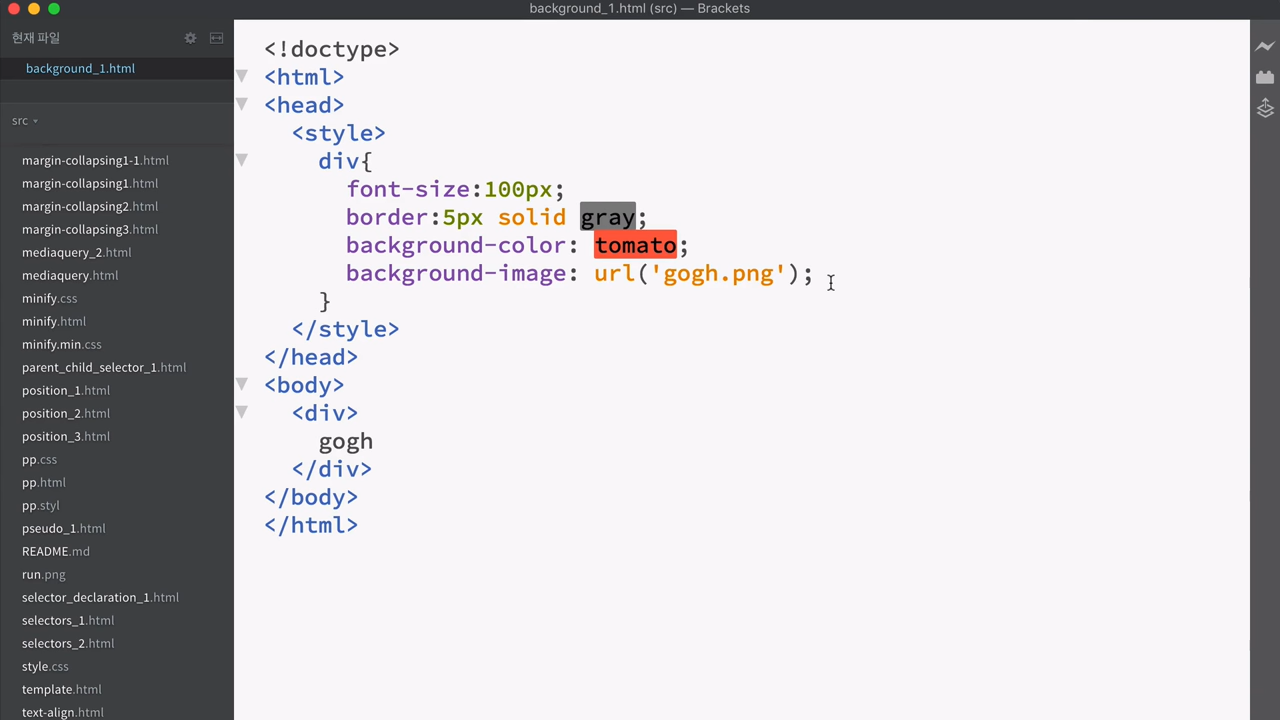 background_1.html (src) — Brackets
현재 파일
background_1.html
src
margin-collapsing1-1.html
margin-collapsing1.html
margin-collapsing2.html
margin-collapsing3.html
mediaquery_2.html
mediaquery.html
minify.css
minify.html
minify.min.css
parent_child_selector_1.html
position_1.html
position_2.html
position_3.html
pp.css
pp.html
pp.styl
pseudo_1.html
README.md
run.png
selector_declaration_1.html
selectors_1.html
selectors_2.html
style.css
template.html
text-align.html
<!doctype>
<html>
<head>
  <style>
    div{
      font-size:100px;
      border:5px solid gray;
      background-color: tomato;
      background-image: url('gogh.png');
    }
  </style>
</head>
<body>
  <div>
    gogh
  </div>
</body>
</html>